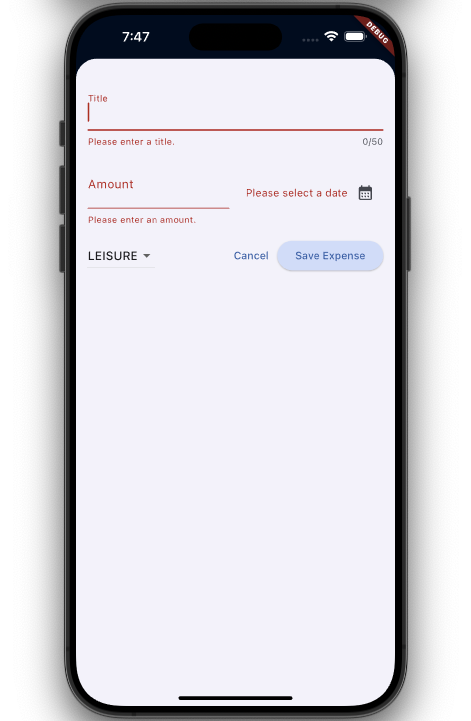 7:47
DEBUG
Title
Please enter a title.
0/50
Amount
Please select a date
Please enter an amount.
LEISURE
Cancel
Save Expense